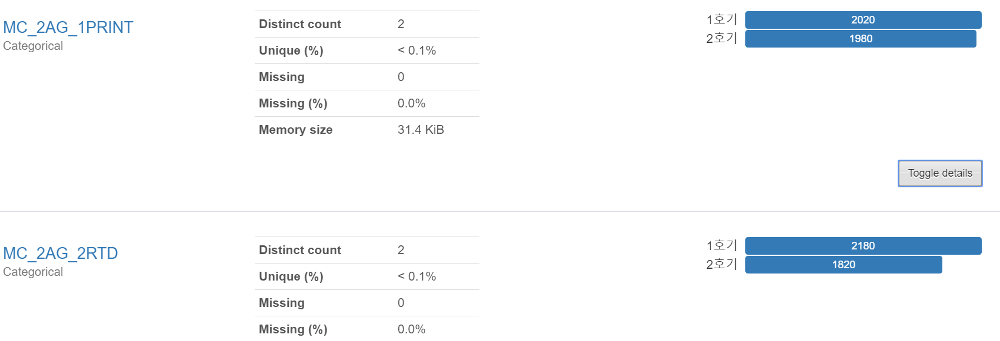 MC_2AG_1PRINT
Categorical
Distinct count 2
Unique (%) < 0.1%
Missing 0
Missing (%) 0.0%
Memory size 31.4 KiB
1호기 2020
2호기 1980
Toggle details
MC_2AG_2RTD
Categorical
Distinct count 2
Unique (%) < 0.1%
Missing 0
Missing (%) 0.0%
1호기 2180
2호기 1820